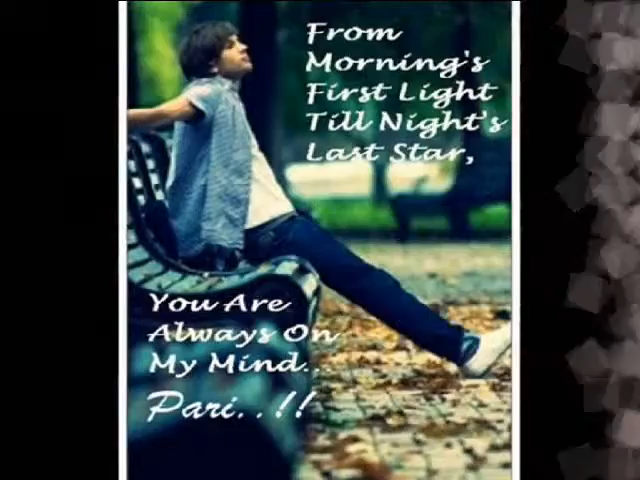 From
Morning's
First Light
Till Night's
Last Star,
You Are
Always On
My Mind..
Pari..!!